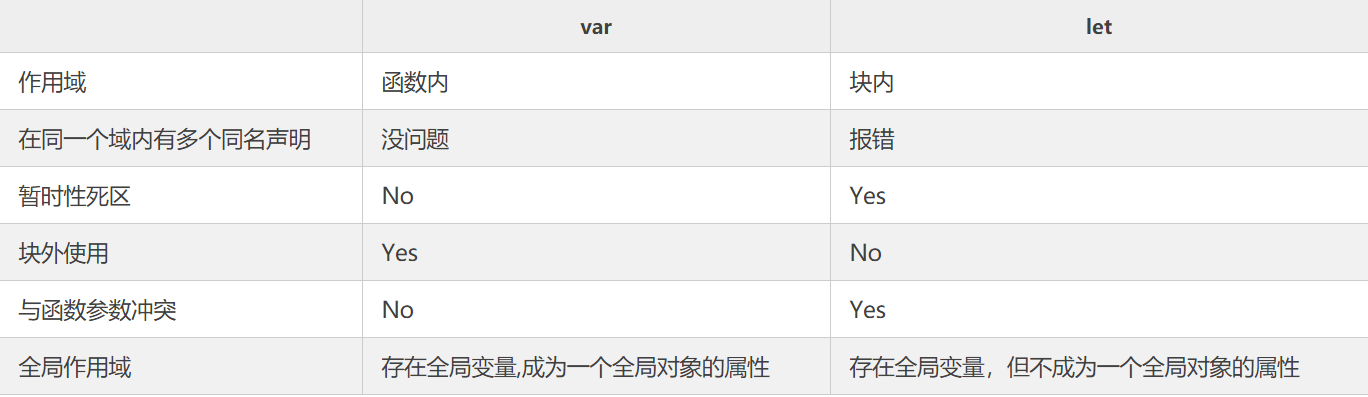 var let
作用域 函数内 块内
在同一个域内有多个同名声明 没问题 报错
暂时性死区 No Yes
块外使用 Yes No
与函数参数冲突 No Yes
全局作用域 存在全局变量,成为一个全局对象的属性 存在全局变量，但不成为一个全局对象的属性